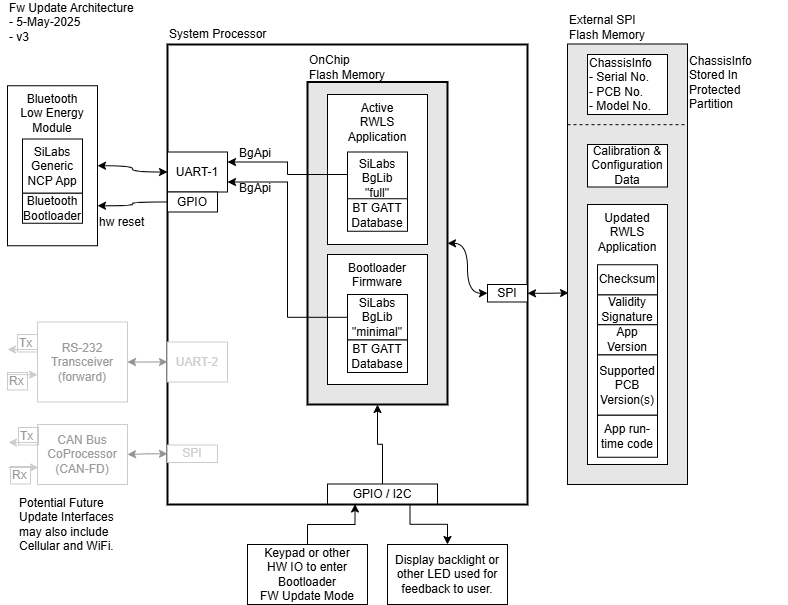 Fw Update Architecture
- 5-May-2025
- v3
System Processor
External SPI
Flash Memory
OnChip
Flash Memory
ChassisInfo
- Serial No.
- PCB No.
- Model No.
ChassisInfo
Stored In
Protected
Partition
Bluetooth
Low Energy
Module
SiLabs
Generic
NCP App
Bluetooth
Bootloader
hw reset
UART-1
GPIO
BgApi
BgApi
Active
RWLS
Application
SiLabs
BgLib
"full"
BT GATT
Database
Bootloader
Firmware
SiLabs
BgLib
"minimal"
BT GATT
Database
SPI
Calibration &
Configuration
Data
Updated
RWLS
Application
Checksum
Validity
Signature
App
Version
Supported
PCB
Version(s)
App run-
time code
Tx
Rx
RS-232
Transceiver
(forward)
UART-2
Tx
Rx
CAN Bus
CoProcessor
(CAN-FD)
SPI
Potential Future
Update Interfaces
may also include
Cellular and WiFi.
GPIO / I2C
Keypad or other
HW IO to enter
Bootloader
FW Update Mode
Display backlight or
other LED used for
feedback to user.